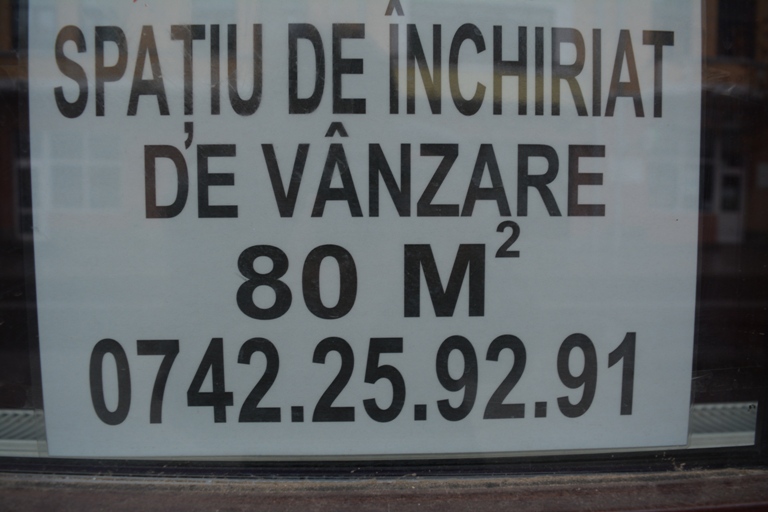 SPAȚIU DE ÎNCHIRIAT
DE VÂNZARE
80 M²
0742.25.92.91